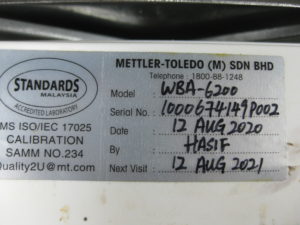 METTLER-TOLEDO (M) SDN BHD
Telephone : 1800-88-1248
STANDARDS
MALAYSIA
ACCREDITED LABORATORY
MS ISO/IEC 17025
CALIBRATION
SAMM NO.234
Quality2U@mt.com
Model : WBA-6200
Serial No. : 1000674149P002
Date : 12 AUG 2020
By : HASIF
Next Visit : 12 AUG 2021